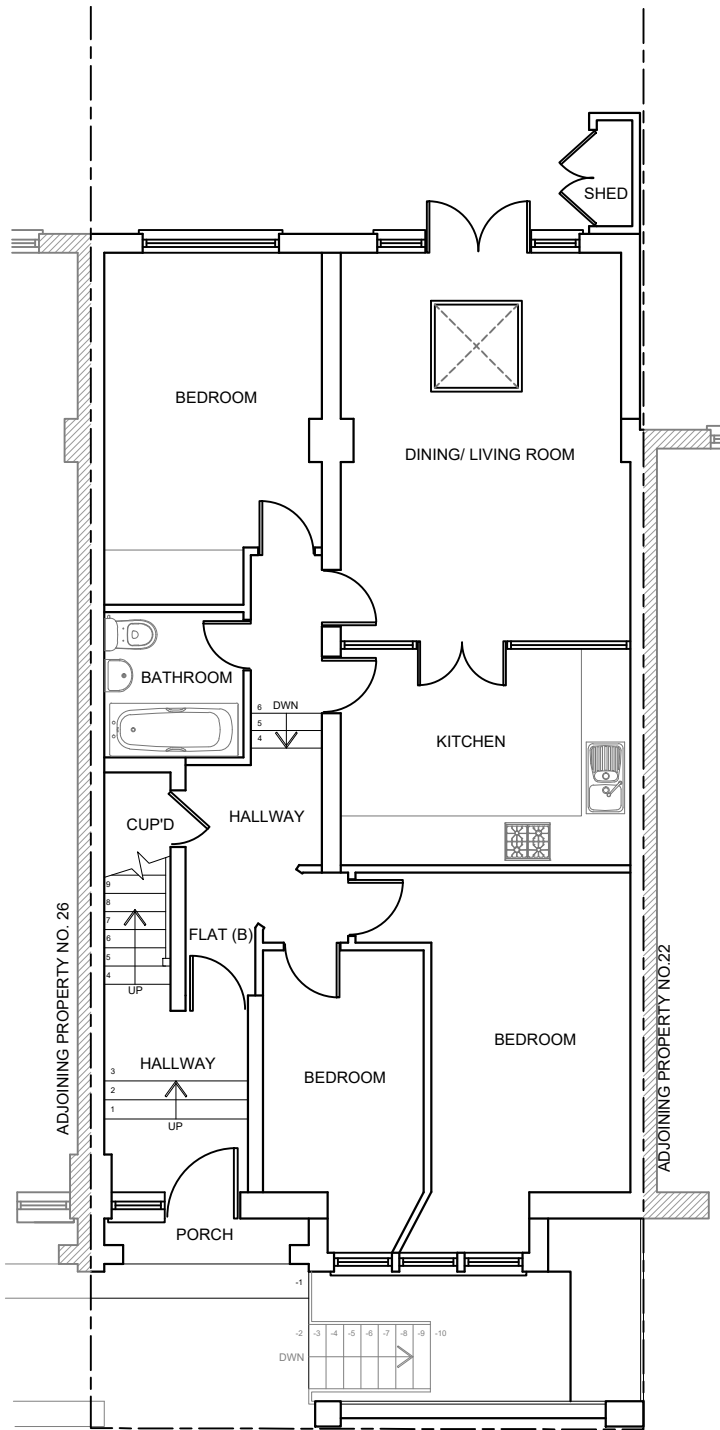 SHED
BEDROOM
DINING/ LIVING ROOM
BATHROOM
6 DWN
5
4
KITCHEN
HALLWAY
CUP'D
9
8
7
6
5
4
UP
FLAT (B)
ADJOINING PROPERTY NO. 26
ADJOINING PROPERTY NO.22
HALLWAY
3
2
1
UP
BEDROOM
BEDROOM
PORCH
-1
-2 -3 -4 -5 -6 -7 -8 -9 -10
DWN